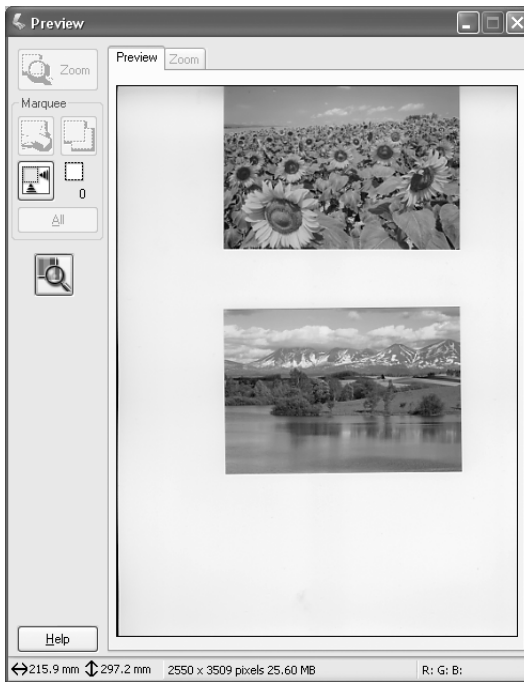 Preview
Zoom
Preview Zoom
Marquee
0
All
Help
215.9 mm 297.2 mm 2550 x 3509 pixels 25.60 MB R: G: B: